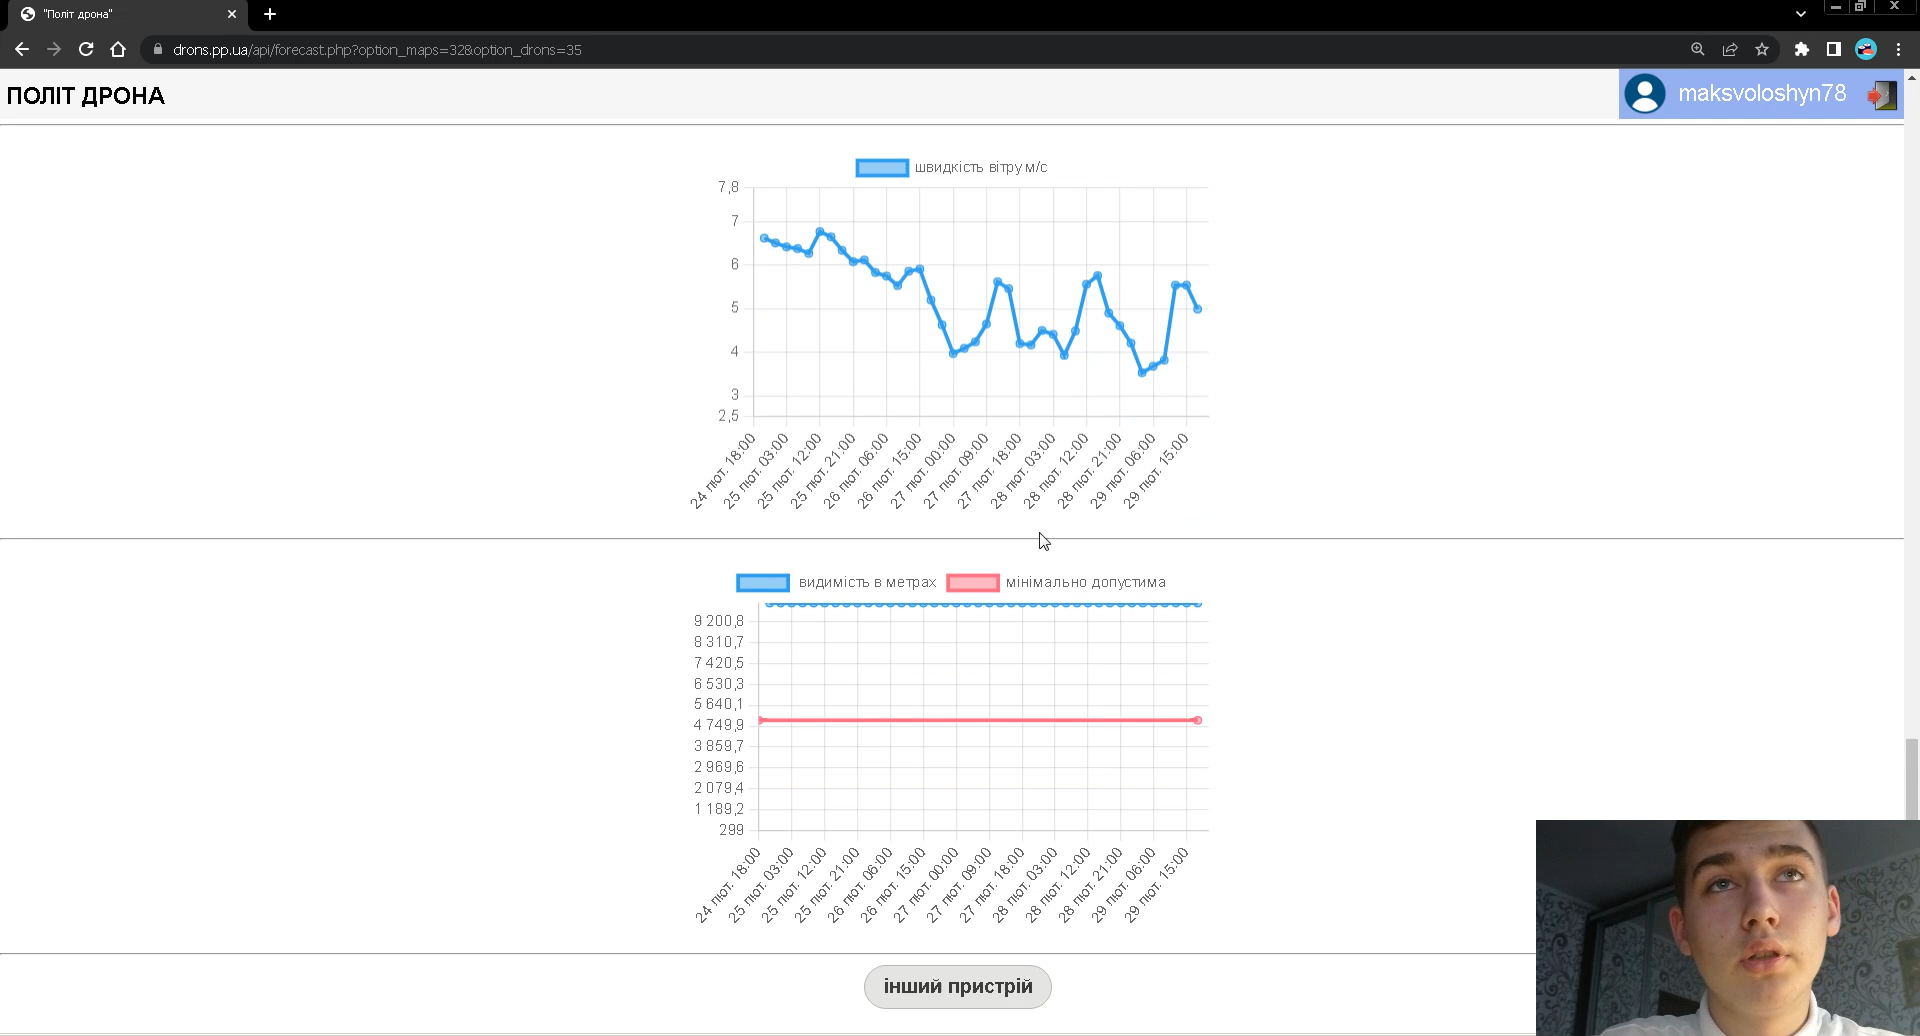 "Політ дрона"
drons.pp.ua/api/forecast.php?option_maps=32&option_drons=35
ПОЛІТ ДРОНА
maksvoloshyn78
швидкість вітру м/с
7,8
7
6
5
4
3
2,5
24 лют. 18:00
25 лют. 03:00
25 лют. 12:00
25 лют. 21:00
26 лют. 06:00
26 лют. 15:00
27 лют. 00:00
27 лют. 09:00
27 лют. 18:00
28 лют. 03:00
28 лют. 12:00
28 лют. 21:00
29 лют. 06:00
29 лют. 15:00
видимість в метрах
мінімально допустима
9 200,8
8 310,7
7 420,5
6 530,3
5 640,1
4 749,9
3 859,7
2 969,6
2 079,4
1 189,2
299
24 лют. 18:00
25 лют. 03:00
25 лют. 12:00
25 лют. 21:00
26 лют. 06:00
26 лют. 15:00
27 лют. 00:00
27 лют. 09:00
27 лют. 18:00
28 лют. 03:00
28 лют. 12:00
28 лют. 21:00
29 лют. 06:00
29 лют. 15:00
інший пристрій